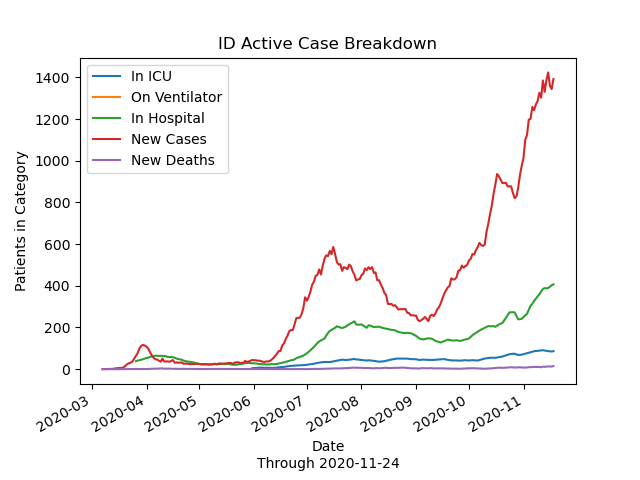 ID Active Case Breakdown
In ICU
On Ventilator
In Hospital
New Cases
New Deaths
Patients in Category
1400
1200
1000
800
600
400
200
0
2020-03
2020-04
2020-05
2020-06
2020-07
2020-08
2020-09
2020-10
2020-11
Date
Through 2020-11-24